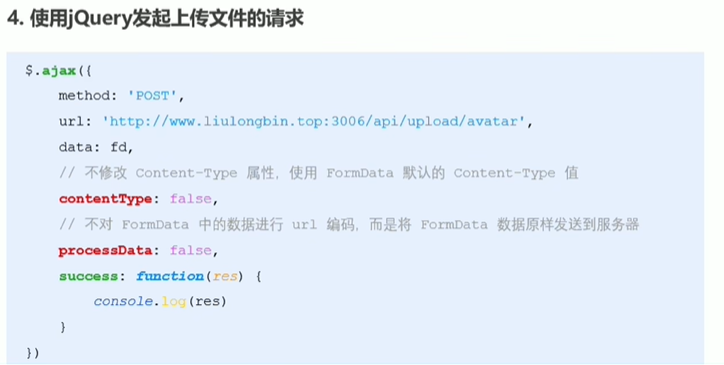 4. 使用jQuery发起上传文件的请求
$.ajax({
method: 'POST',
url: 'http://www.liulongbin.top:3006/api/upload/avatar',
data: fd,
// 不修改 Content-Type 属性，使用 FormData 默认的 Content-Type 值
contentType: false,
// 不对 FormData 中的数据进行 url 编码，而是将 FormData 数据原样发送到服务器
processData: false,
success: function(res) {
console.log(res)
}
})